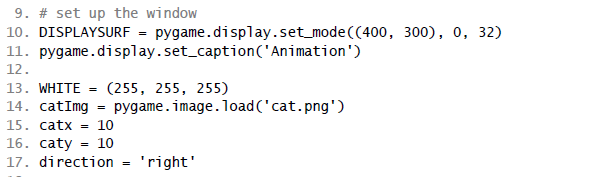 9. # set up the window
10. DISPLAYSURF = pygame.display.set_mode((400, 300), 0, 32)
11. pygame.display.set_caption('Animation')
12.
13. WHITE = (255, 255, 255)
14. catImg = pygame.image.load('cat.png')
15. catx = 10
16. caty = 10
17. direction = 'right'